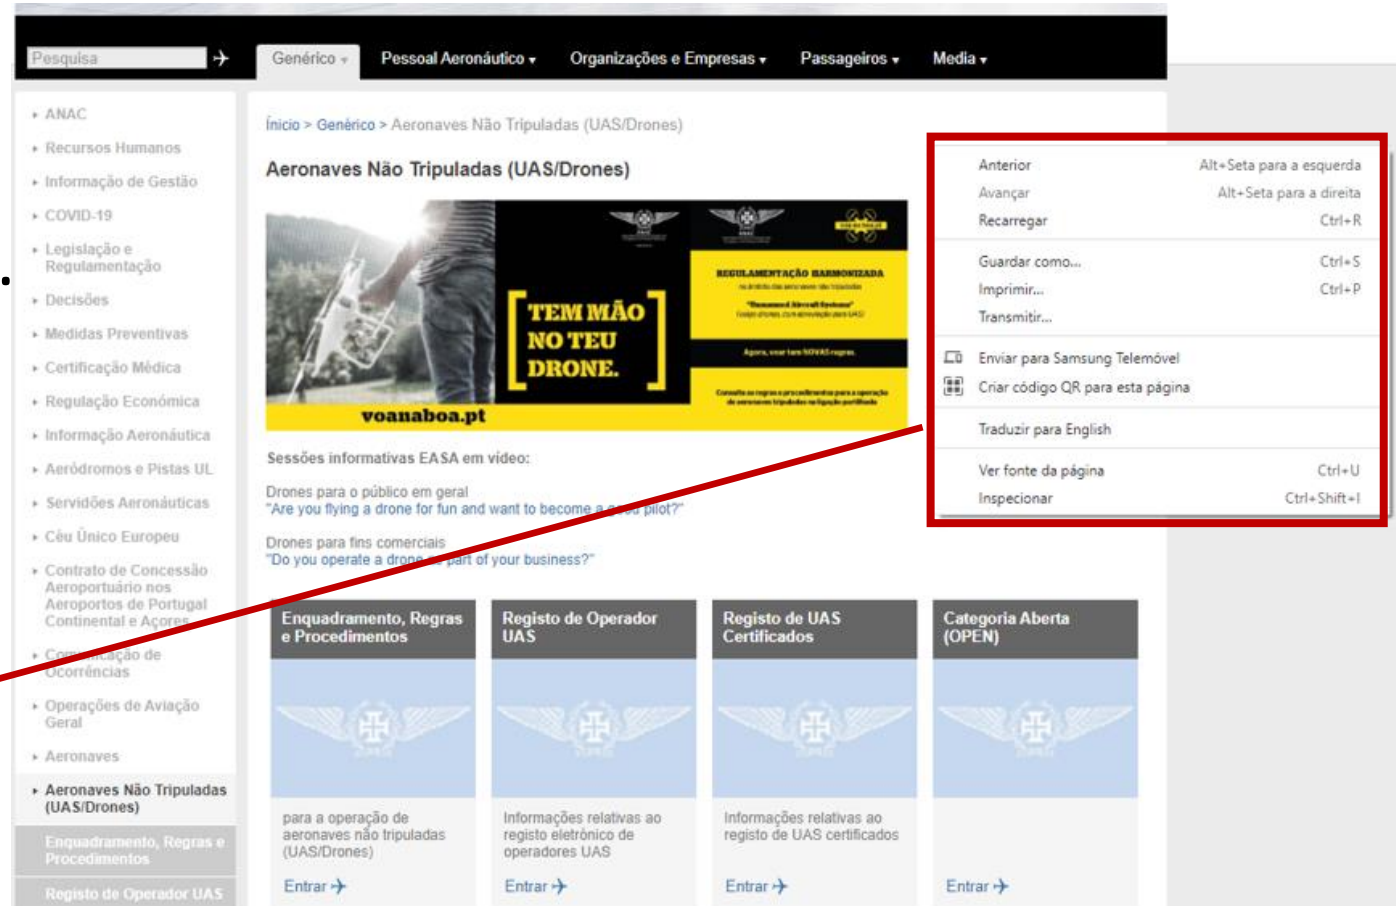 Pesquisa
Genérico
Pessoal Aeronáutico
Organizações e Empresas
Passageiros
Media
ANAC
Recursos Humanos
Informação de Gestão
COVID-19
Legislação e
Regulamentação
Decisões
Medidas Preventivas
Certificação Médica
Regulação Económica
Informação Aeronáutica
Aeródromos e Pistas UL
Servidões Aeronáuticas
Céu Único Europeu
Contrato de Concessão
Aeroportuário nos
Aeroportos de Portugal
Continental e Açores
Comunicação de
Ocorrências
Operações de Aviação
Geral
Aeronaves
Aeronaves Não Tripuladas
(UAS/Drones)
Enquadramento, Regras e
Procedimentos
Registo de Operador UAS
Ínicio > Genérico > Aeronaves Não Tripuladas (UAS/Drones)
Aeronaves Não Tripuladas (UAS/Drones)
TEM MÃO
NO TEU
DRONE.
voanaboa.pt
REGULAMENTAÇÃO HARMONIZADA
"Unmanned Aircraft Systems"
Agora, voar tem NOVAS regras.
Sessões informativas EASA em vídeo:
Drones para o público em geral
"Are you flying a drone for fun and want to become a good pilot?"
Drones para fins comerciais
"Do you operate a drone as part of your business?"
Enquadramento, Regras
e Procedimentos
para a operação de
aeronaves não tripuladas
(UAS/Drones)
Entrar
Registo de Operador
UAS
Informações relativas ao
registo eletrónico de
operadores UAS
Entrar
Registo de UAS
Certificados
Informações relativas ao
registo de UAS certificados
Entrar
Categoria Aberta
(OPEN)
Entrar
Anterior Alt+Seta para a esquerda
Avançar Alt+Seta para a direita
Recarregar Ctrl+R
Guardar como... Ctrl+S
Imprimir... Ctrl+P
Transmitir...
Enviar para Samsung Telemóvel
Criar código QR para esta página
Traduzir para English
Ver fonte da página Ctrl+U
Inspecionar Ctrl+Shift+I